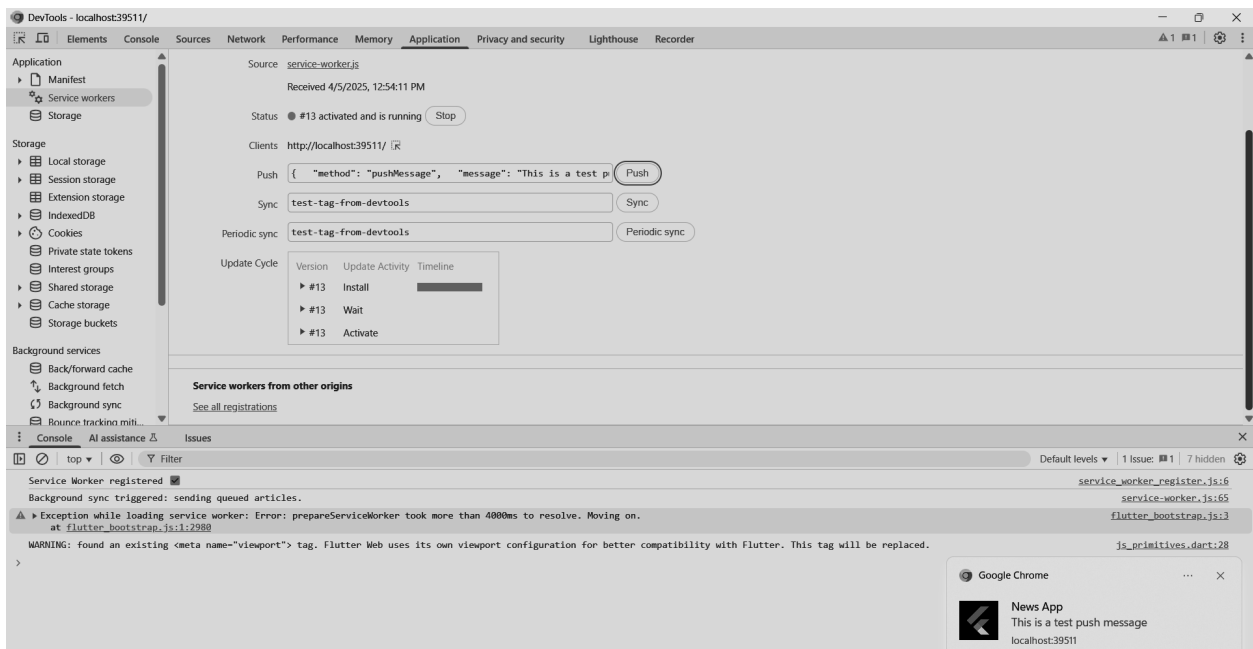 DevTools - localhost:39511/
Elements Console Sources Network Performance Memory Application Privacy and security Lighthouse Recorder 1 1
Application
Manifest
Service workers
Storage
Storage
Local storage
Session storage
Extension storage
IndexedDB
Cookies
Private state tokens
Interest groups
Shared storage
Cache storage
Storage buckets
Background services
Back/forward cache
Background fetch
Background sync
Bounce tracking miti...
Source service-worker.js
Received 4/5/2025, 12:54:11 PM
Status #13 activated and is running Stop
Clients http://localhost:39511/
Push { "method": "pushMessage", "message": "This is a test p Push
Sync test-tag-from-devtools Sync
Periodic sync test-tag-from-devtools Periodic sync
Update Cycle
Version Update Activity Timeline
#13 Install
#13 Wait
#13 Activate
Service workers from other origins
See all registrations
Console AI assistance Issues
top Filter Default levels 1 Issue: 1 7 hidden
Service Worker registered service_worker_register.js:6
Background sync triggered: sending queued articles. service-worker.js:65
Exception while loading service worker: Error: prepareServiceWorker took more than 4000ms to resolve. Moving on. flutter_bootstrap.js:3
at flutter_bootstrap.js:1:2980
WARNING: found an existing <meta name="viewport"> tag. Flutter Web uses its own viewport configuration for better compatibility with Flutter. This tag will be replaced. js_primitives.dart:28
>
Google Chrome ...
News App
This is a test push message
localhost:39511